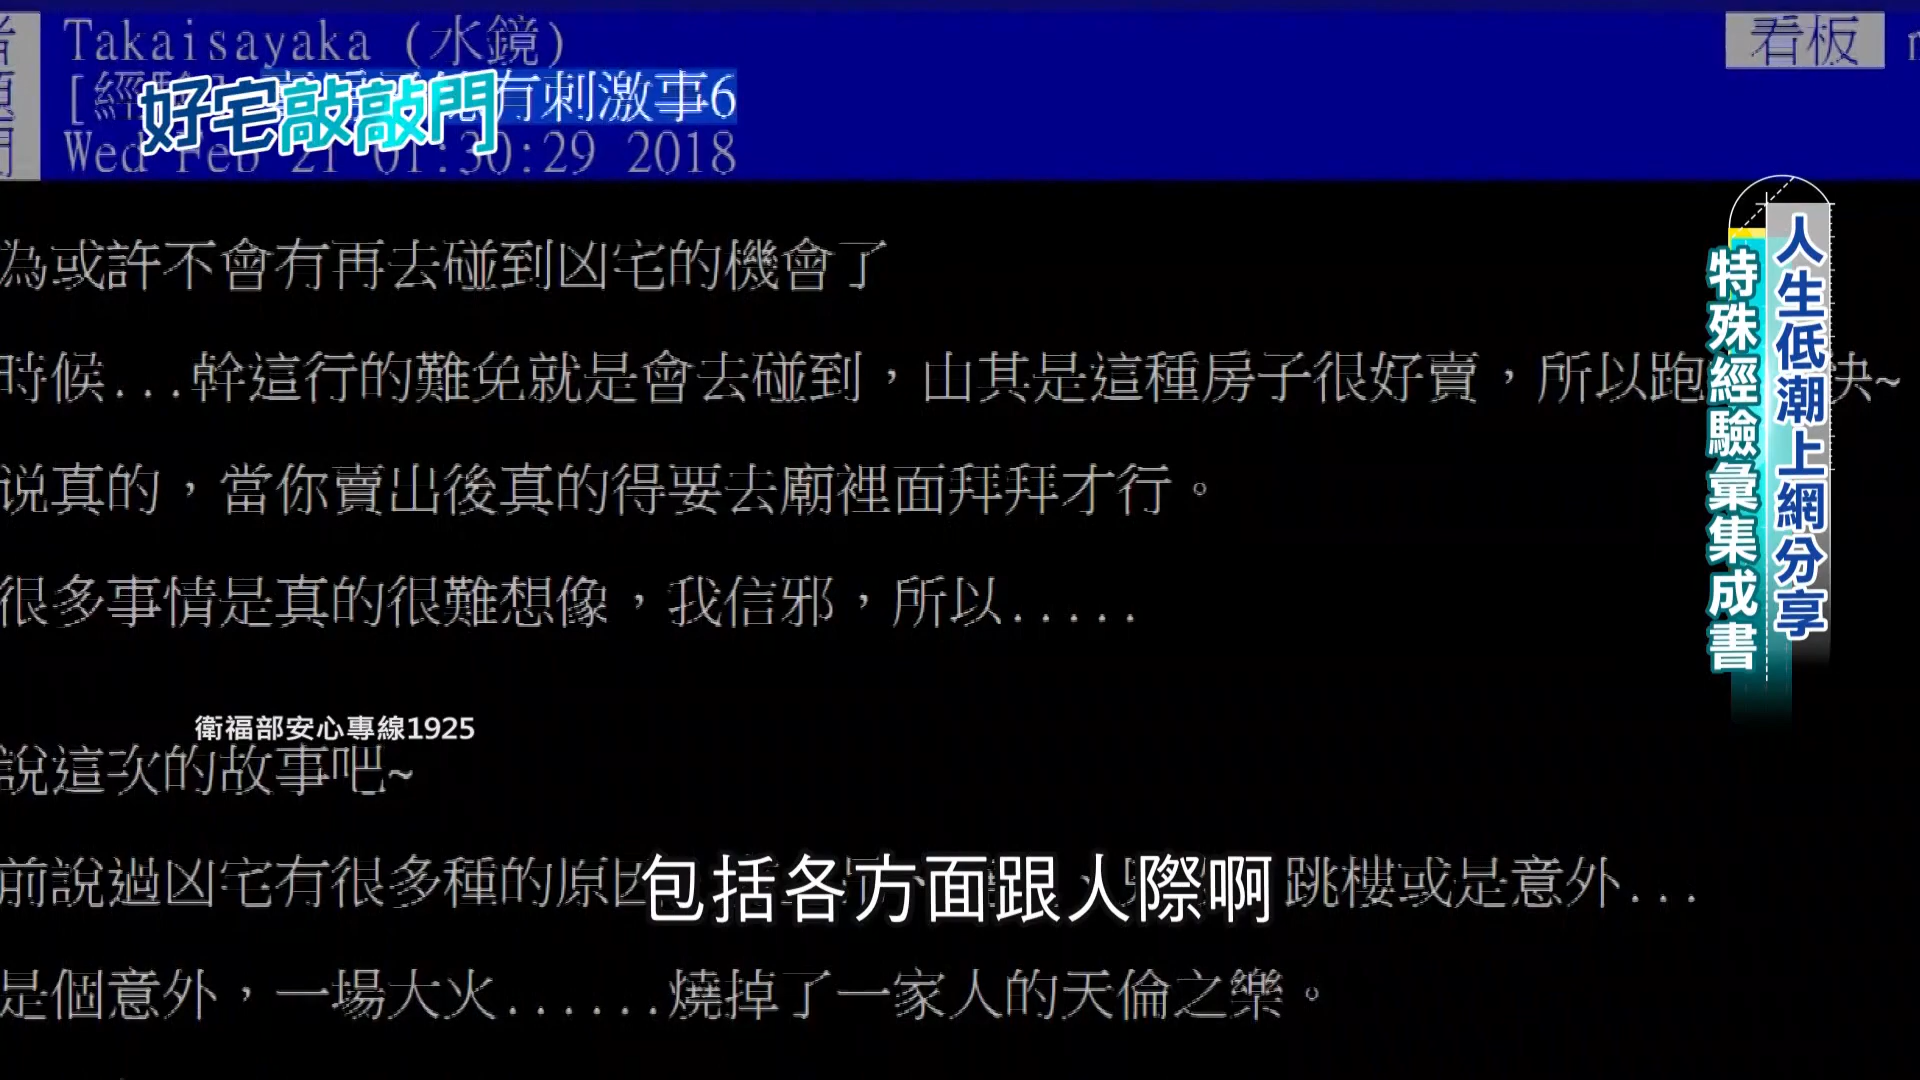 Takaisayaka (水鏡)
看板
[經
有刺激事6
好宅敲敲門
Wed Feb 21 01:30:29 2018
人生低潮上網分享
特殊經驗彙集成書
為或許不會有再去碰到凶宅的機會了
時候...幹這行的難免就是會去碰到，尤其是這種房子很好賣，所以跑 快~
說真的，當你賣出後真的得要去廟裡面拜拜才行。
很多事情是真的很難想像，我信邪，所以.....
衛福部安心專線1925
說這次的故事吧~
前說過凶宅有很多種的原因
跳樓或是意外...
包括各方面跟人際啊
是個意外，一場大火......燒掉了一家人的天倫之樂。